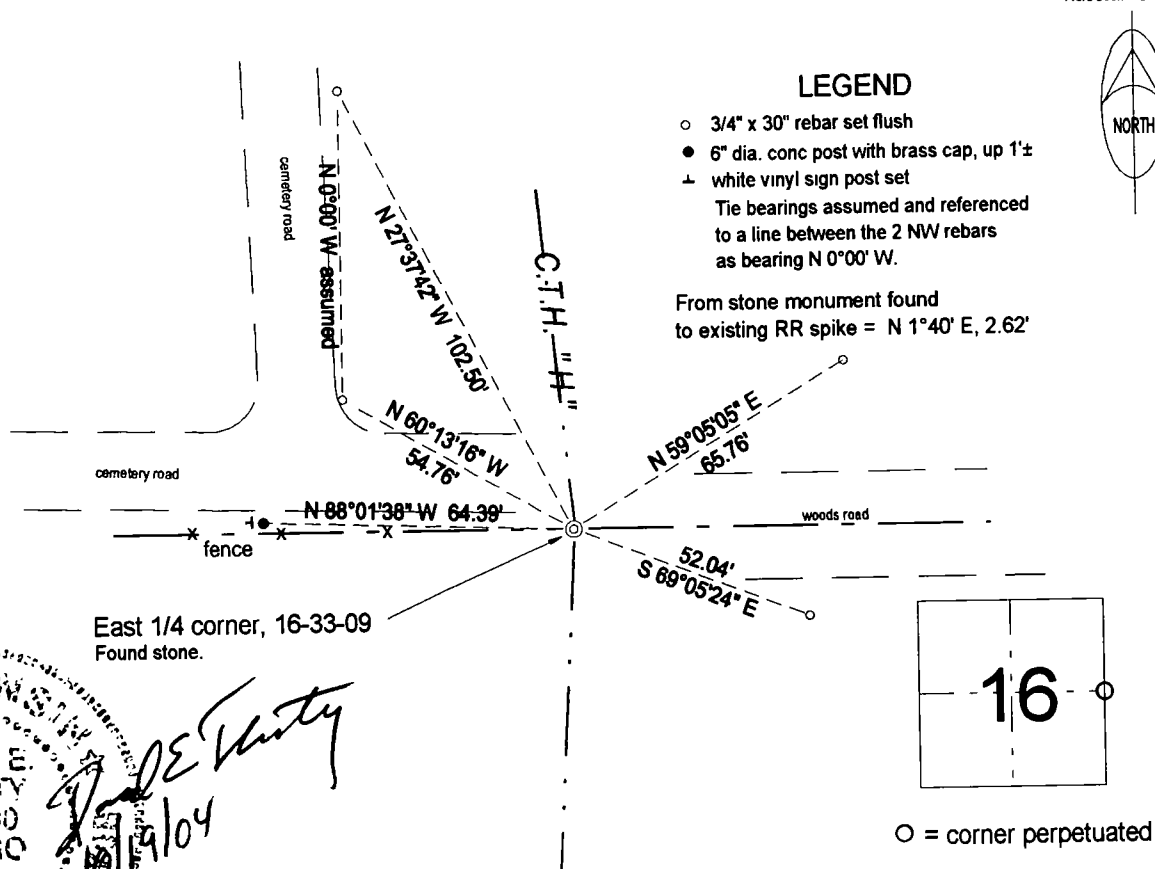 LEGEND
3/4" x 30" rebar set flush
6" dia. conc post with brass cap, up 1'±
white vinyl sign post set
Tie bearings assumed and referenced
to a line between the 2 NW rebars
as bearing N 0°00' W.
From stone monument found
to existing RR spike = N 1°40' E, 2.62'
NORTH
cemetery road
N 0°00' W assumed
N 27°37'42" W 102.50'
C.T.H. "H"
N 60°13'16" W
54.76'
N 59°05'05" E
65.76'
cemetery road
N 88°01'38" W 64.39'
woods road
fence
52.04'
S 69°05'24" E
East 1/4 corner, 16-33-09
Found stone.
16
O = corner perpetuated